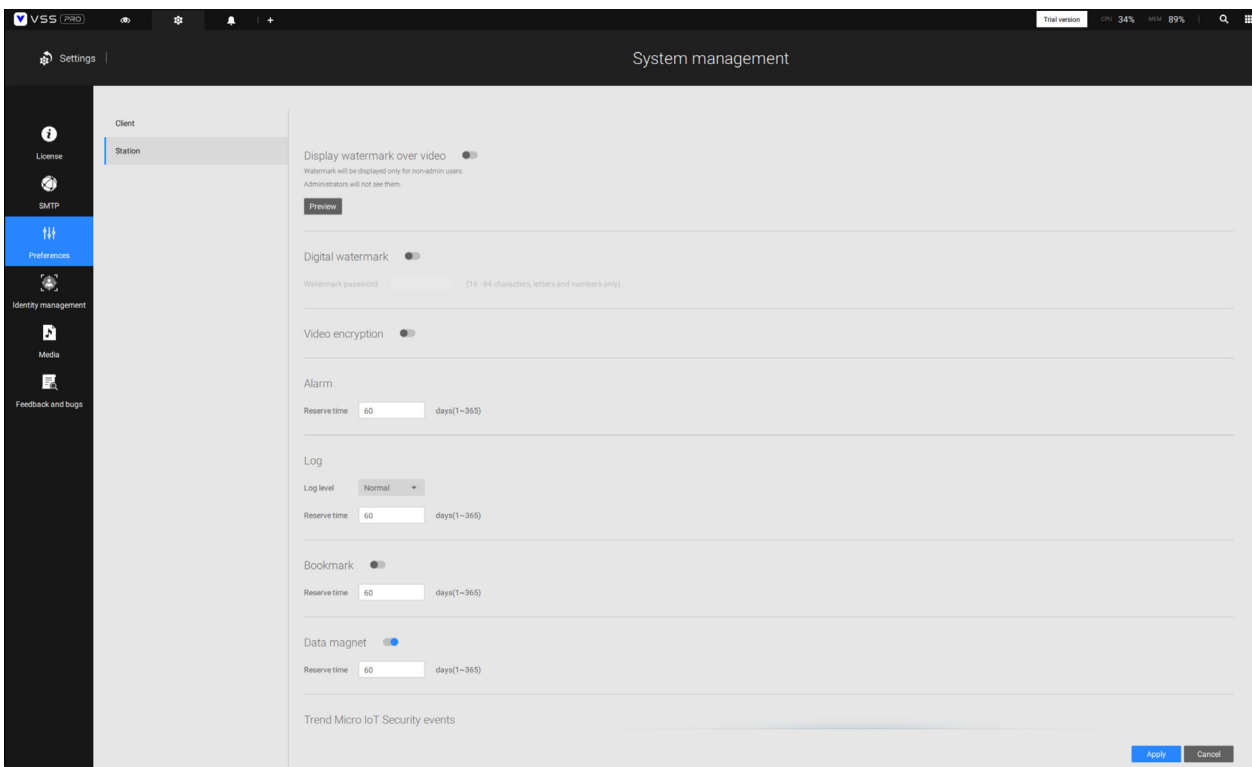 VSS PRO
Trial version
CPU 34%
MEM 89%
Settings
System management
License
SMTP
Preferences
Identity management
Media
Feedback and bugs
Client
Station
Display watermark over video
Watermark will be displayed only for non-admin users.
Administrators will not see them.
Preview
Digital watermark
Watermark password (16 - 64 characters, letters and numbers only)
Video encryption
Alarm
Reserve time 60 days(1~365)
Log
Log level Normal
Reserve time 60 days(1~365)
Bookmark
Reserve time 60 days(1~365)
Data magnet
Reserve time 60 days(1~365)
Trend Micro IoT Security events
Apply
Cancel